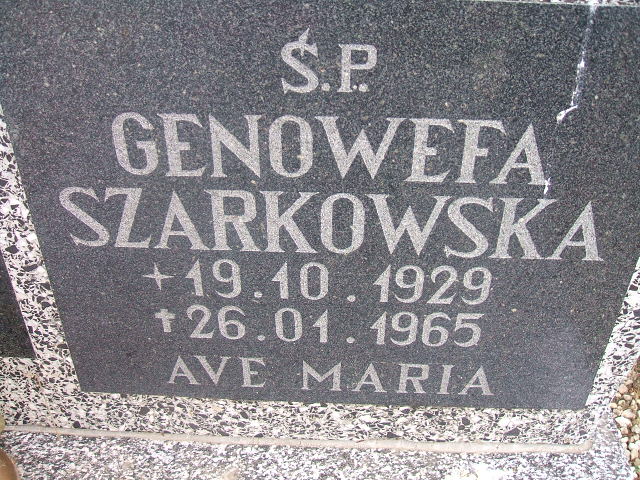 Ś.P.
GENOWEFA
SZARKOWSKA
+19.10.1929
✝26.01.1965
AVE MARIA